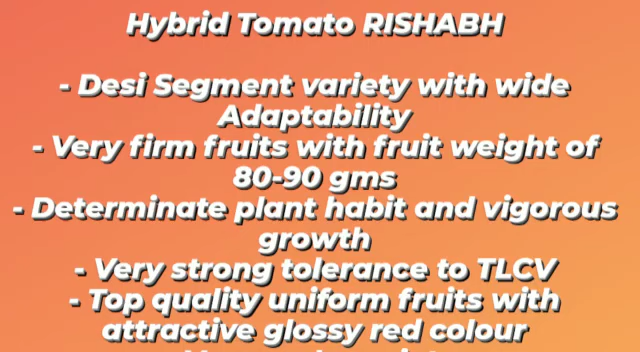 Hybrid Tomato RISHABH
- Desi Segment variety with wide
Adaptability
- Very firm fruits with fruit weight of
80-90 gms
- Determinate plant habit and vigorous
growth
- Very strong tolerance to TLCV
- Top quality uniform fruits with
attractive glossy red colour